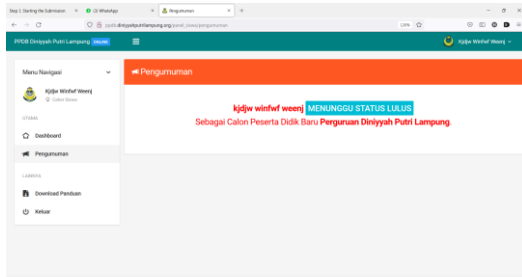 Step 1. Starting the Submission
(3) WhatsApp
Pengumuman
ppdb.diniyyahputrilampung.org/panel_siswa/pengumuman
120%
PPDB Diniyyah Putri Lampung ONLINE
Kjdjw Winfwf Weenj
Menu Navigasi
Kjdjw Winfwf Weenj
Calon Siswa
UTAMA
Dashboard
Pengumuman
LAINNYA
Download Panduan
Keluar
Pengumuman
kjdjw winfwf weenj MENUNGGU STATUS LULUS
Sebagai Calon Peserta Didik Baru Perguruan Diniyyah Putri Lampung.